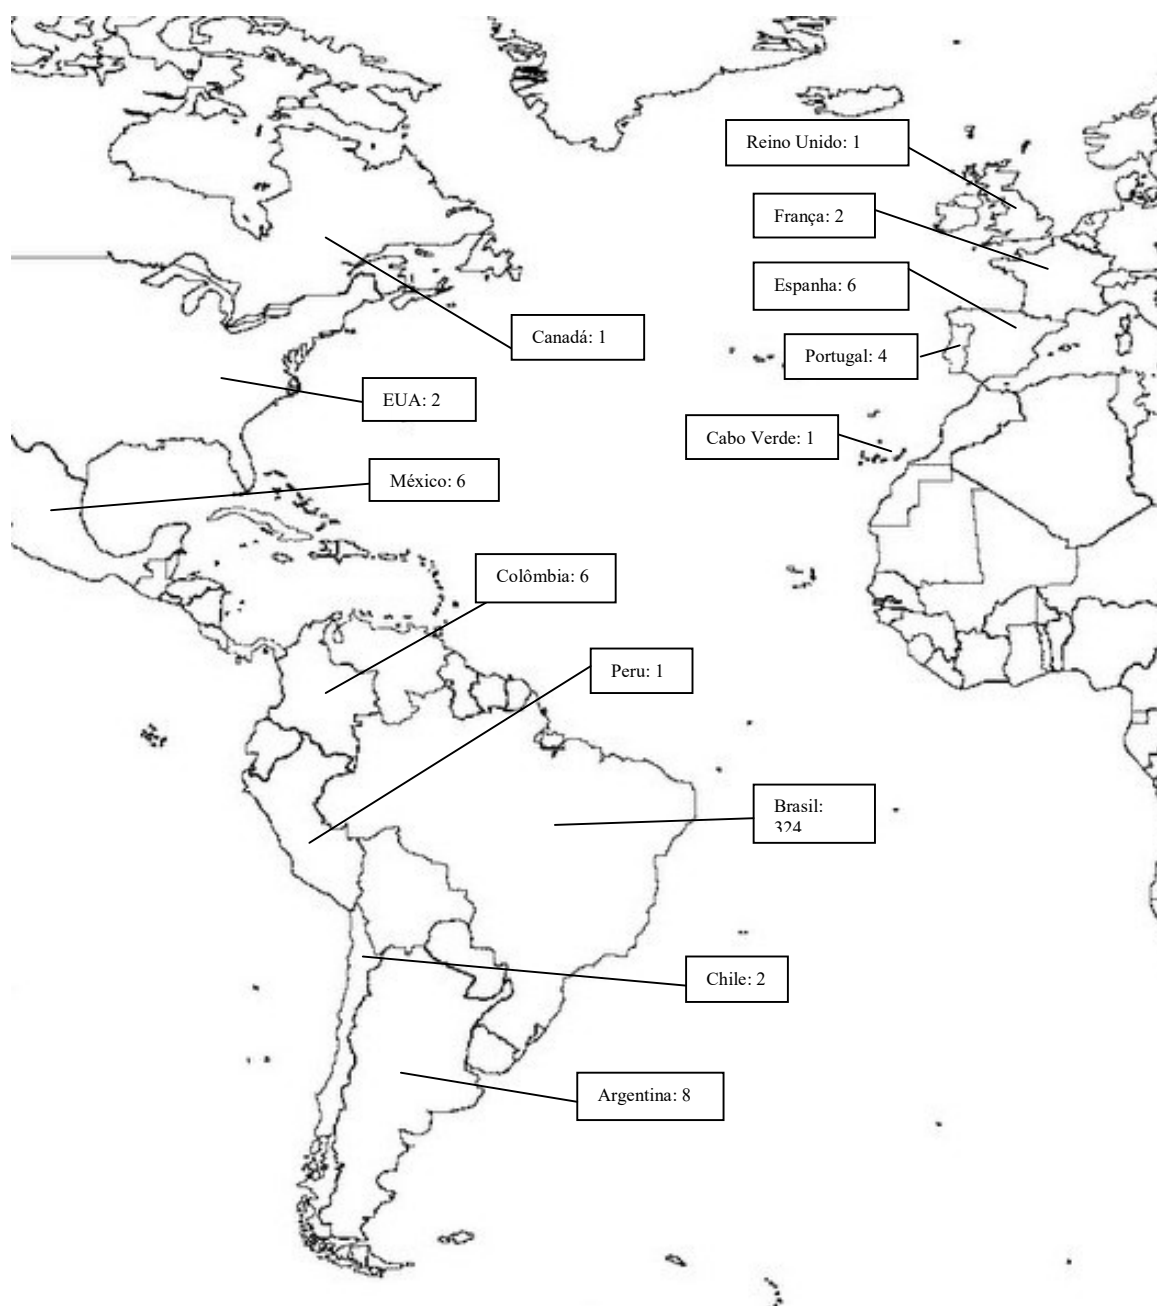 Reino Unido: 1
França: 2
Espanha: 6
Canadá: 1
Portugal: 4
EUA: 2
Cabo Verde: 1
México: 6
Colômbia: 6
Peru: 1
Brasil:
324
Chile: 2
Argentina: 8